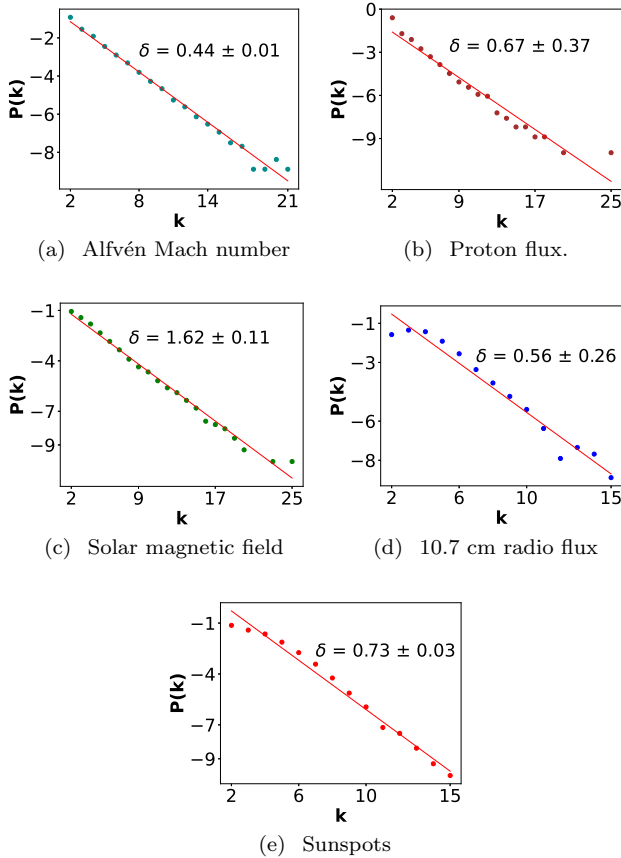 −2
−4
−6
−8
P(k)
δ = 0.44 ± 0.01
2 8 14 21
k
(a) Alfvén Mach number
0
−3
−6
−9
P(k)
δ = 0.67 ± 0.37
2 9 17 25
k
(b) Proton flux.
−1
−4
−7
−9
P(k)
δ = 1.62 ± 0.11
2 9 17 25
k
(c) Solar magnetic field
−1
−6
−8
P(k)
δ = 0.56 ± 0.26
2 6 10 15
k
(d) 10.7 cm radio flux
−1
−4
−7
−9
P(k)
δ = 0.73 ± 0.03
2 6 10 15
k
(e) Sunspots